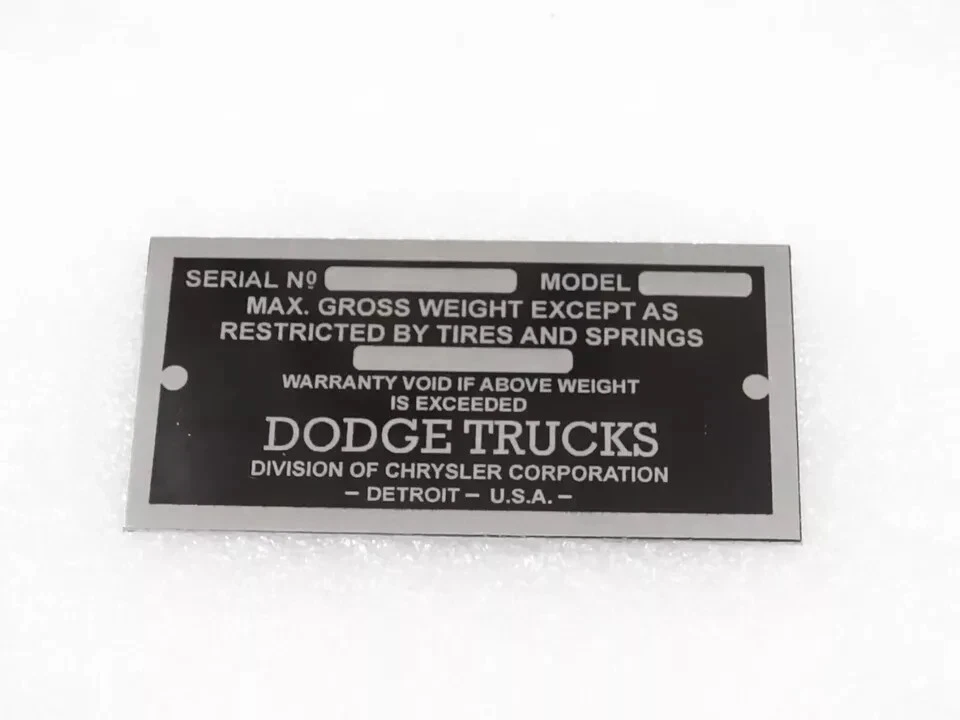 SERIAL Nº MODEL
MAX. GROSS WEIGHT EXCEPT AS
RESTRICTED BY TIRES AND SPRINGS
WARRANTY VOID IF ABOVE WEIGHT
IS EXCEEDED
DODGE TRUCKS
DIVISION OF CHRYSLER CORPORATION
– DETROIT – U.S.A. –